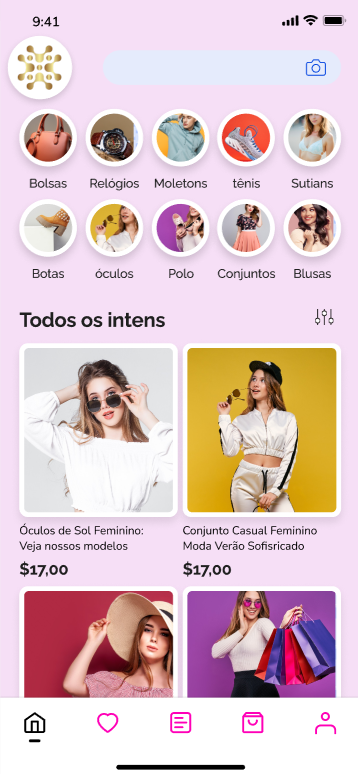 9:41
Bolsas Relógios Moletons tênis Sutians
Botas óculos Polo Conjuntos Blusas
Todos os intens
Óculos de Sol Feminino:
Veja nossos modelos
$17,00
Conjunto Casual Feminino
Moda Verão Sofisricado
$17,00